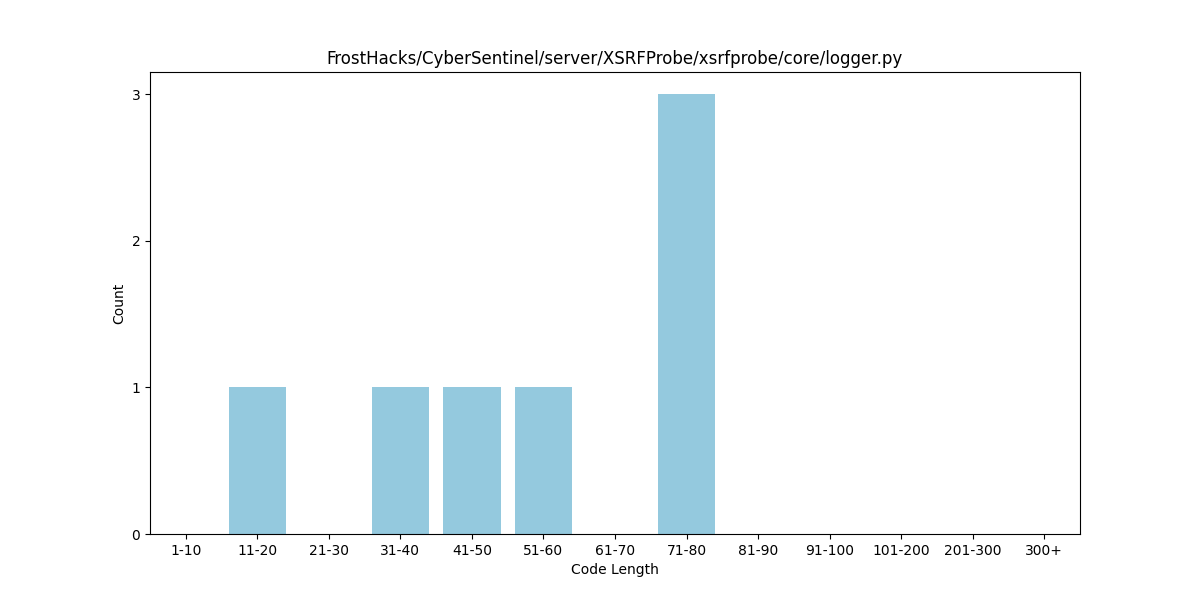 FrostHacks/CyberSentinel/server/XSRFProbe/xsrfprobe/core/logger.py
3
2
1
0
Count
1-10 11-20 21-30 31-40 41-50 51-60 61-70 71-80 81-90 91-100 101-200 201-300 300+
Code Length